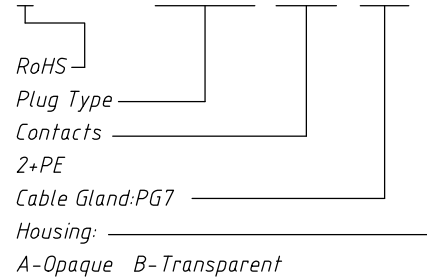 RoHS
Plug Type
Contacts
2+PE
Cable Gland:PG7
Housing:
A-Opaque B-Transparent